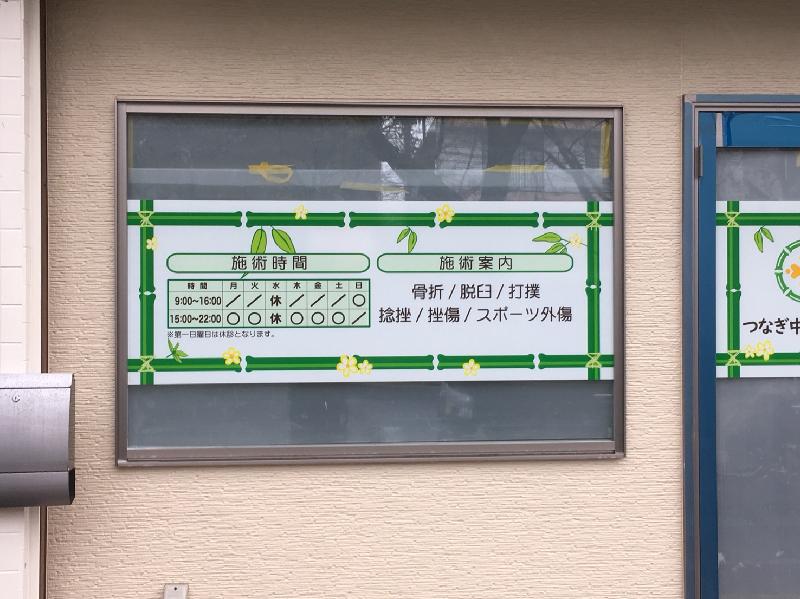 施術時間
時間 月 火 水 木 金 土 日
9:00~16:00 ／ ／ 休 ／ ／ ／ ○
15:00~22:00 ○ ○ 休 ○ ○ ○ ／
※第一日曜日は休診となります。
施術案内
骨折 / 脱臼 / 打撲
捻挫 / 挫傷 / スポーツ外傷
つなぎ中